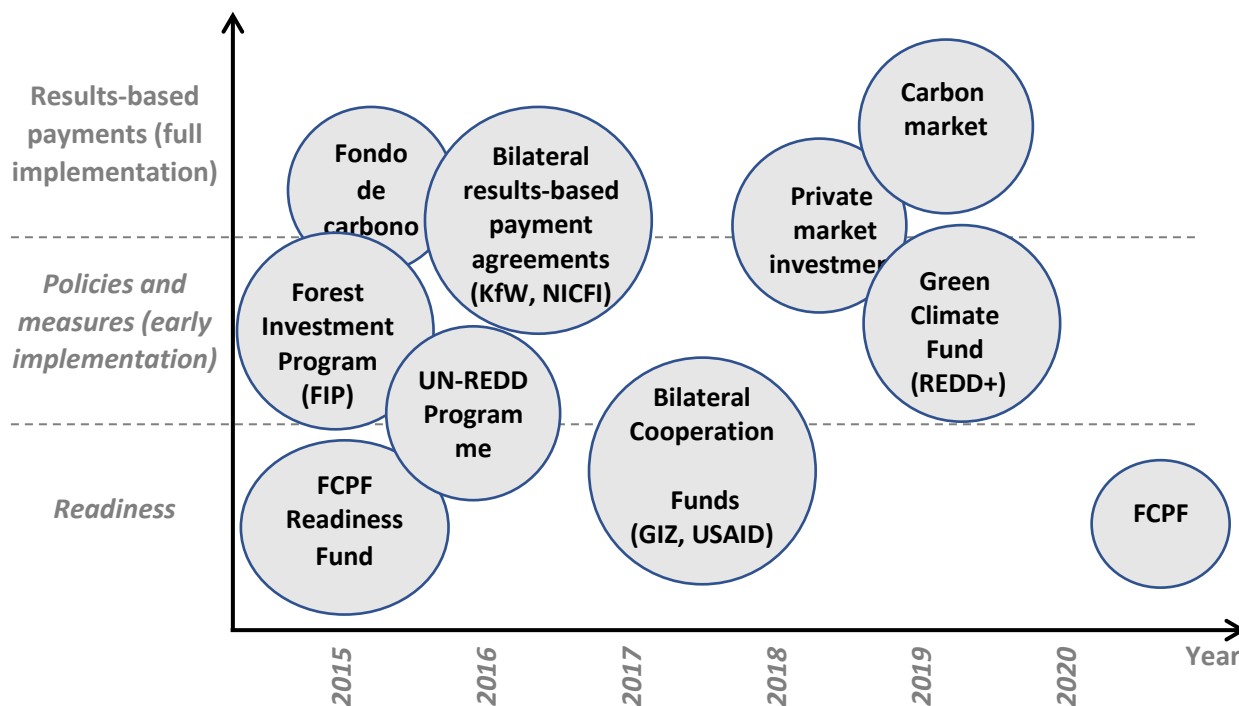 Results-based
payments (full
implementation)
Policies and
measures (early
implementation)
Readiness
Fondo
de
carbono
Bilateral
results-based
payment
agreements
(KfW, NICFI)
Private
market
investmen
Carbon
market
Forest
Investment
Program
(FIP)
UN-REDD
Program
me
Green
Climate
Fund
(REDD+)
FCPF
Readiness
Fund
Bilateral
Cooperation
Funds
(GIZ, USAID)
FCPF
2015
2016
2017
2018
2019
2020
Year